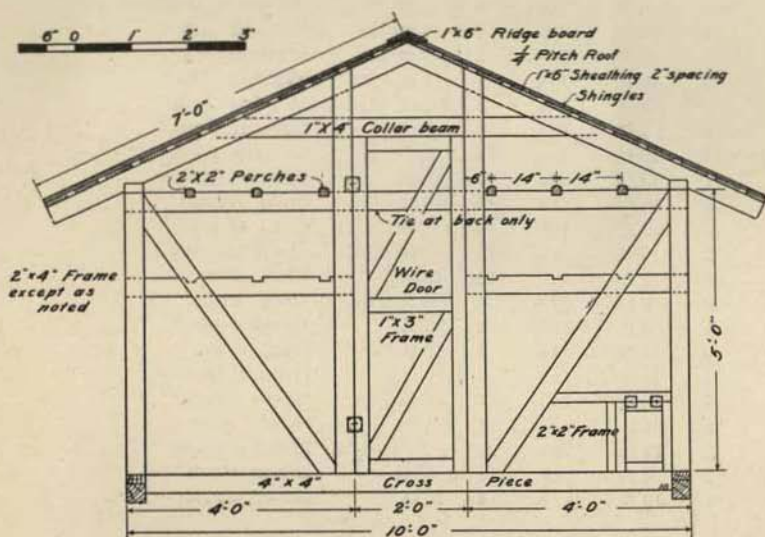 6" 0 1' 2' 3'
1"x6" Ridge board
1/4 Pitch Roof
1"x6" Sheathing 2" spacing
Shingles
7'-0"
1"X4" Collar beam
2"X2" Perches
6" 14" 14"
Tie at back only
2"x4" Frame
except as
noted
Wire
Door
1"x3"
Frame
5'-0"
2"x2" Frame
4"x4" Cross Piece
4'-0" 2'-0" 4'-0"
10'-0"